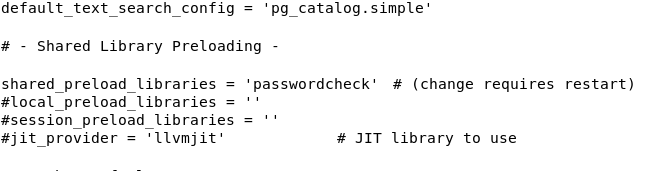 default_text_search_config = 'pg_catalog.simple'
# - Shared Library Preloading -
shared_preload_libraries = 'passwordcheck' # (change requires restart)
#local_preload_libraries = ''
#session_preload_libraries = ''
#jit_provider = 'llvmjit' # JIT library to use